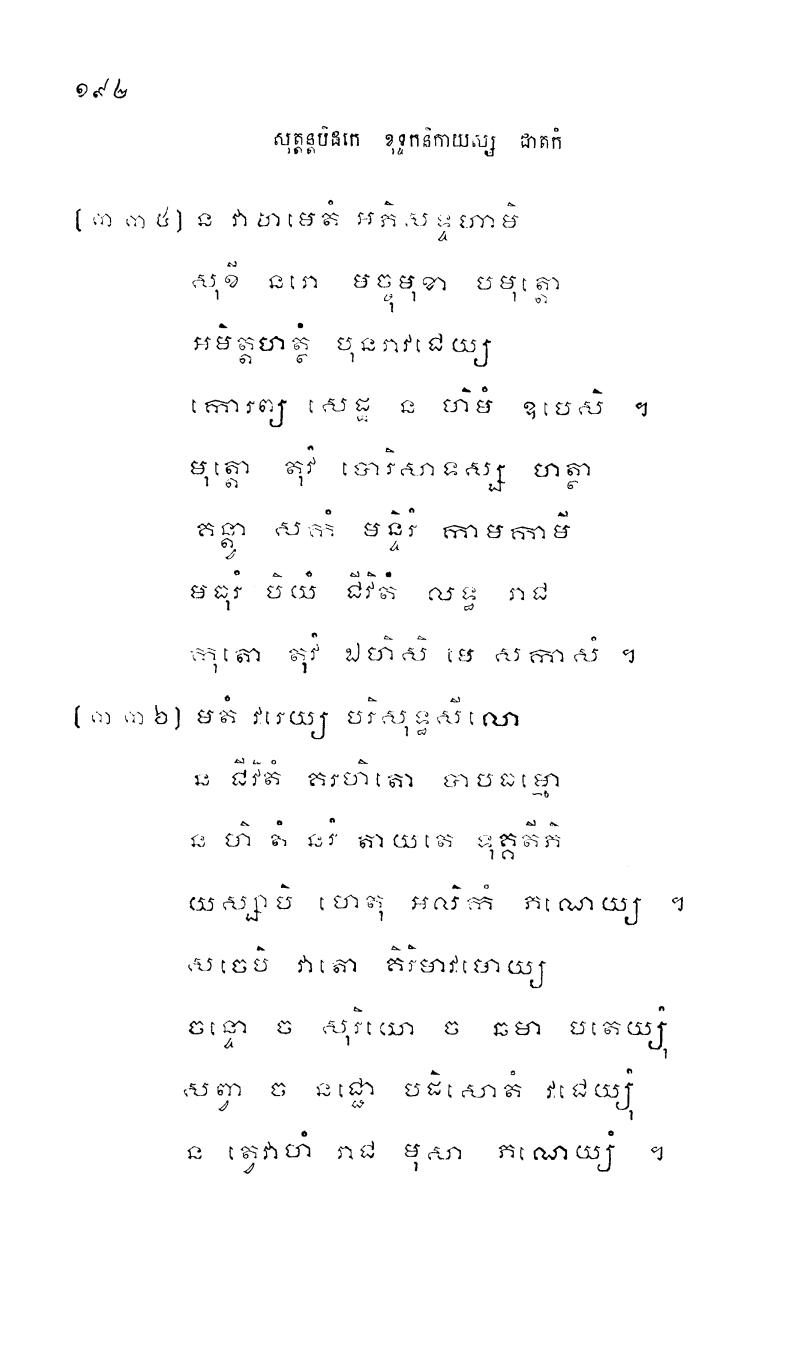 ១៩២
សុត្តន្តបិដកេ ខុទ្ទកនិកាយស្ស ជាតកំ
(៣៣៥) ន វាហមេតំ អភិសទ្ទហាមិ
សុខី នរោ មច្ចុមុខា បមុត្តោ
អមិត្តហត្ថំ បុនរាវជេយ្យ
កោរព្យ សេដ្ឋ ន ហិមំ ឧបេសិ ។
មុត្តោ តុវំ បោរិសាទស្ស ហត្ថា
គន្ត្វា សកំ មន្ទិរំ កាមកាមី
មធុរំ បិយំ ជីវិតំ លទ្ធ រាជ
កុតោ តុវំ ឯហិសិ មេ សកាសំ ។
(៣៣៦) មតំ វរេយ្យ បរិសុទ្ធសីលោ
ន ជីវិតំ គរហិតោ បាបធម្មោ
ន ហិ តំ នរំ តាយតេ ទុគ្គតីភិ
យស្សាបិ ហេតុ អលិកំ ភណេយ្យ ។
សចេបិ វាតោ គិរិមាវហេយ្យ
ចន្ទោ ច សុរិយោ ច ឆមា បតេយ្យុំ
សព្វា ច នជ្ជោ បដិសោតំ វជេយ្យុំ
ន ត្វេវាហំ រាជ មុសា ភណេយ្យំ ។